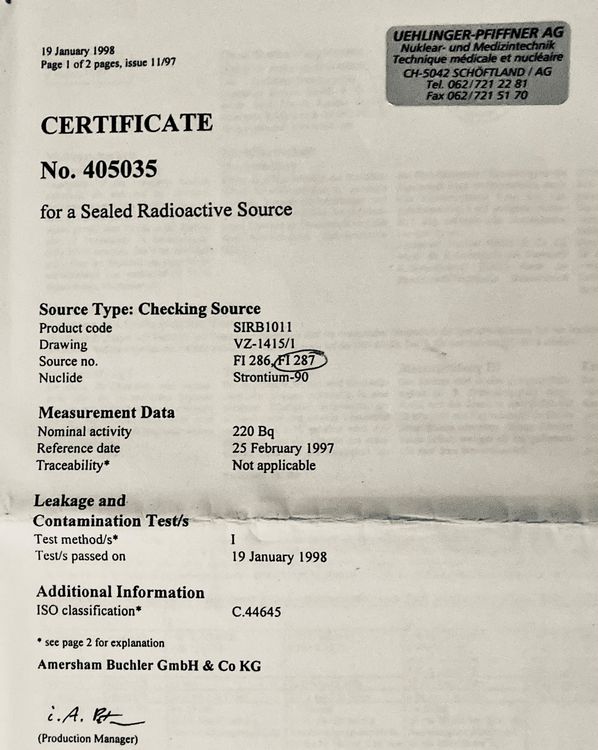 19 January 1998
Page 1 of 2 pages, issue 11/97
UEHLINGER-PFIFFNER AG
Nuklear- und Medizintechnik
Technique médicale et nucléaire
CH-5042 SCHÖFTLAND / AG
Tel. 062/721 22 81
Fax 062/721 51 70
CERTIFICATE
No. 405035
for a Sealed Radioactive Source
Source Type: Checking Source
Product code SIRB1011
Drawing VZ-1415/1
Source no. FI 286, FI 287
Nuclide Strontium-90
Measurement Data
Nominal activity 220 Bq
Reference date 25 February 1997
Traceability* Not applicable
Leakage and
Contamination Test/s
Test method/s* I
Test/s passed on 19 January 1998
Additional Information
ISO classification* C.44645
* see page 2 for explanation
Amersham Buchler GmbH & Co KG
i.A.
(Production Manager)